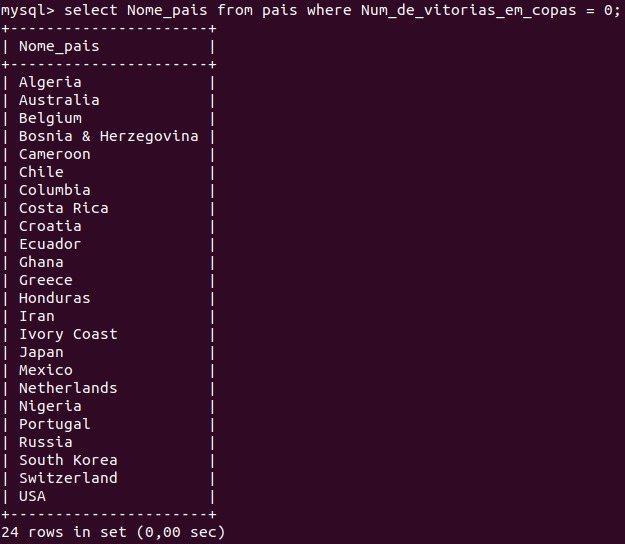 mysql> select Nome_pais from pais where Num_de_vitorias_em_copas = 0;
+----------------------+
| Nome_pais            |
+----------------------+
| Algeria              |
| Australia            |
| Belgium              |
| Bosnia & Herzegovina |
| Cameroon             |
| Chile                |
| Columbia             |
| Costa Rica           |
| Croatia              |
| Ecuador              |
| Ghana                |
| Greece               |
| Honduras             |
| Iran                 |
| Ivory Coast          |
| Japan                |
| Mexico               |
| Netherlands          |
| Nigeria              |
| Portugal             |
| Russia               |
| South Korea          |
| Switzerland          |
| USA                  |
+----------------------+
24 rows in set (0,00 sec)